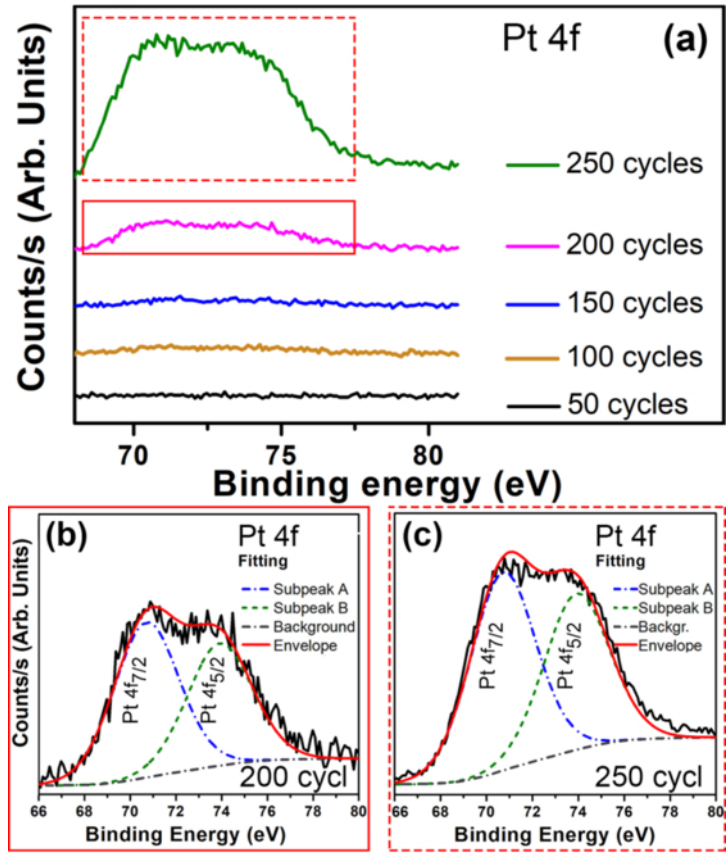 Pt 4f (a)
Counts/s (Arb. Units)
250 cycles
200 cycles
150 cycles
100 cycles
50 cycles
70 75 80
Binding energy (eV)
(b) Pt 4f
Fitting
Subpeak A
Subpeak B
Background
Envelope
Counts/s (Arb. Units)
Pt 4f7/2
Pt 4f5/2
200 cycl
66 68 70 72 74 76 78 80
Binding Energy (eV)
(c) Pt 4f
Fitting
Subpeak A
Subpeak B
Backgr.
Envelope
Pt 4f7/2
Pt 4f5/2
250 cycl
66 68 70 72 74 76 78 80
Binding Energy (eV)